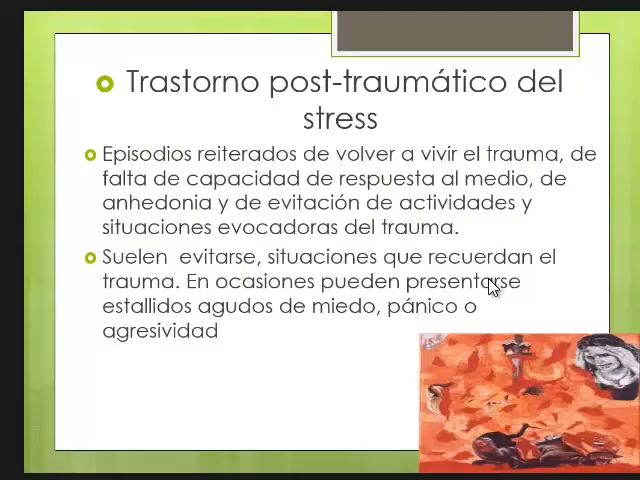 Trastorno post-traumático del
stress
Episodios reiterados de volver a vivir el trauma, de
falta de capacidad de respuesta al medio, de
anhedonia y de evitación de actividades y
situaciones evocadoras del trauma.
Suelen evitarse, situaciones que recuerdan el
trauma. En ocasiones pueden presentarse
estallidos agudos de miedo, pánico o
agresividad